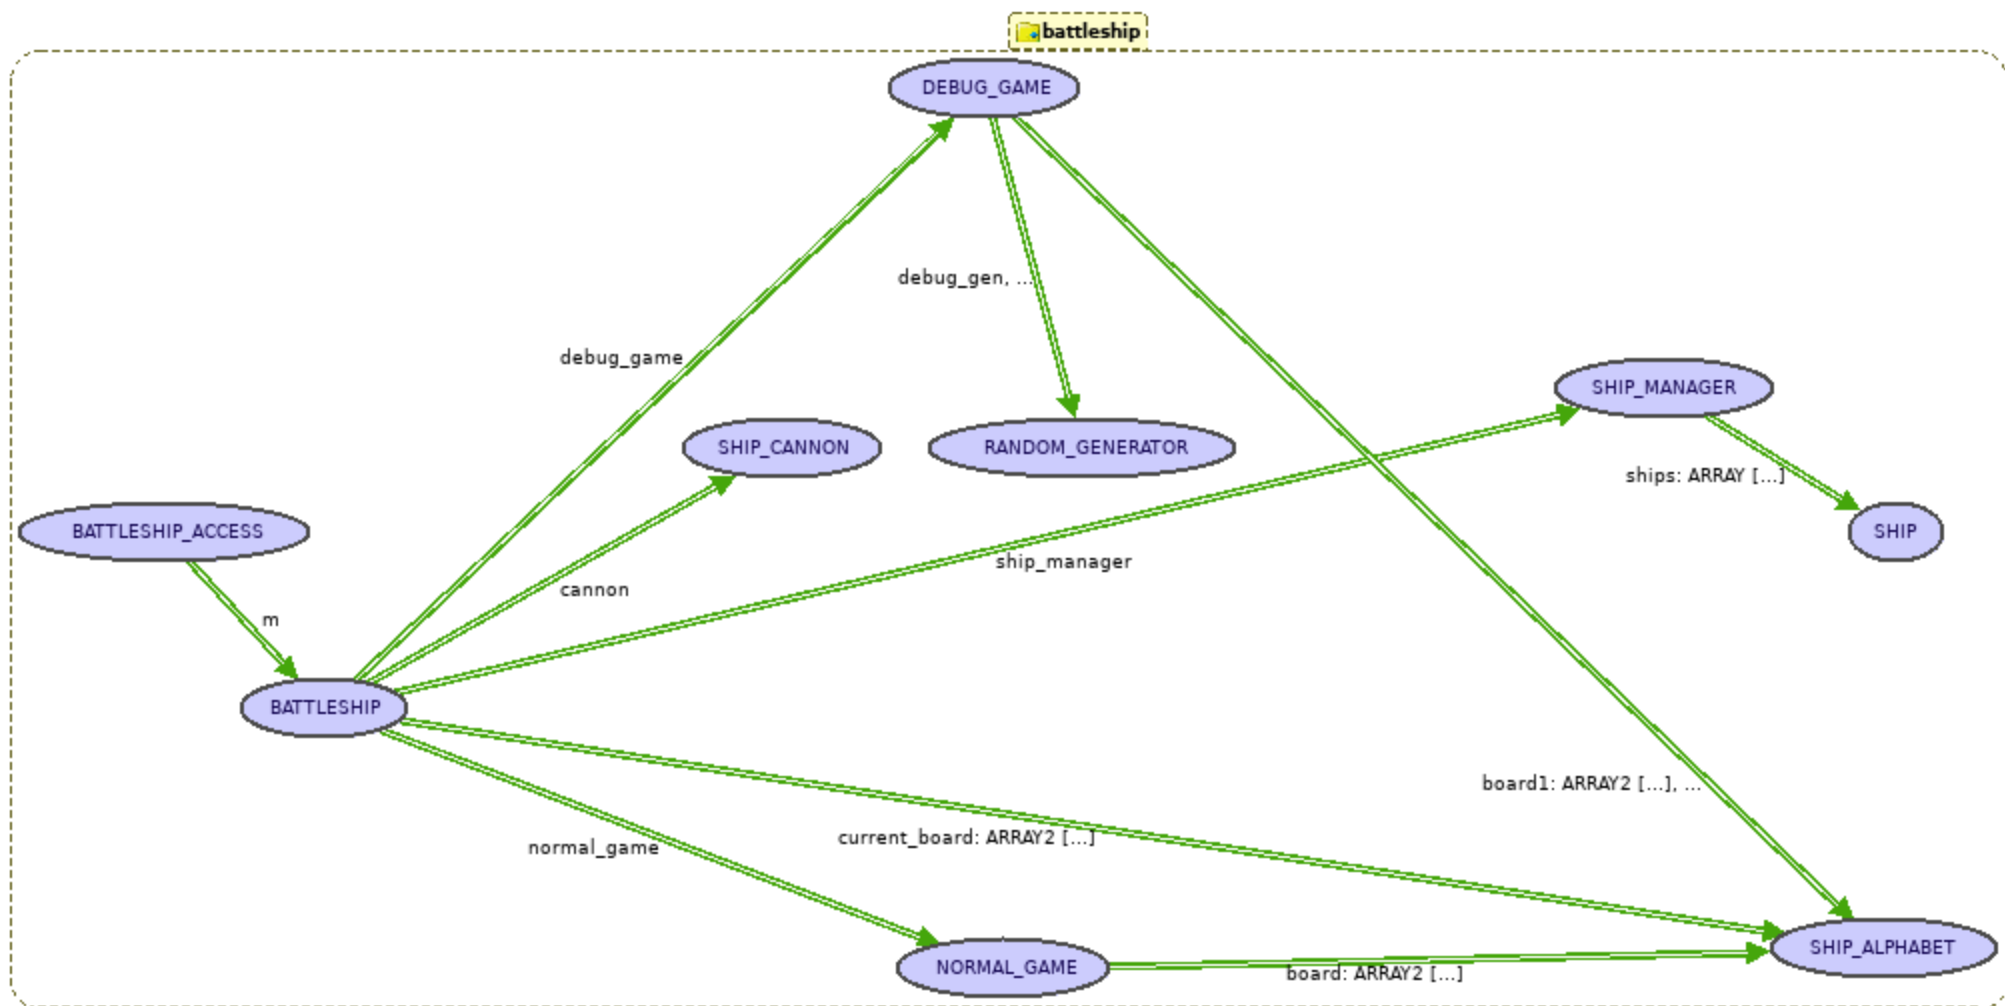 battleship
DEBUG_GAME
debug_gen, ...
debug_game
SHIP_MANAGER
SHIP_CANNON
RANDOM_GENERATOR
ships: ARRAY [...]
BATTLESHIP_ACCESS
SHIP
ship_manager
cannon
m
BATTLESHIP
board1: ARRAY2 [...], ...
current_board: ARRAY2 [...]
normal_game
SHIP_ALPHABET
NORMAL_GAME
board: ARRAY2 [...]